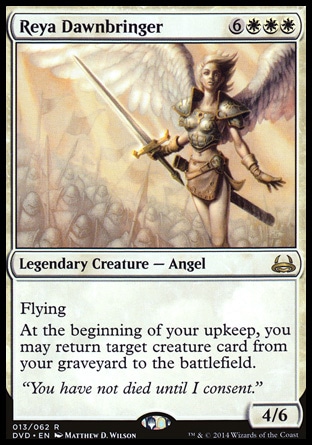 Reya Dawnbringer 6
Legendary Creature — Angel
Flying
At the beginning of your upkeep, you
may return target creature card from
your graveyard to the battlefield.
“You have not died until I consent.”
4/6
013/062 R
DVD • EN Matthew D. Wilson
™ & © 2014 Wizards of the Coast